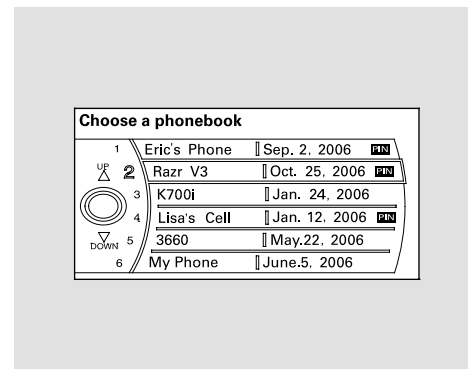 Choose a phonebook
1 Eric's Phone Sep. 2, 2006 PIN
UP 2 Razr V3 Oct. 25, 2006 PIN
3 K700i Jan. 24, 2006
4 Lisa's Cell Jan. 12, 2006 PIN
DOWN 5 3660 May.22, 2006
6 My Phone June.5, 2006